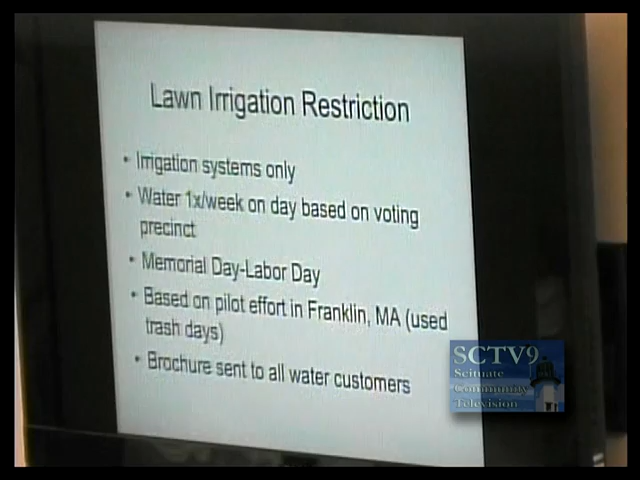 Lawn Irrigation Restriction
• Irrigation systems only
• Water 1x/week on day based on voting
precinct
• Memorial Day-Labor Day
• Based on pilot effort in Franklin, MA (used
trash days)
• Brochure sent to all water customers
SCTV9
Scituate
Community
Television